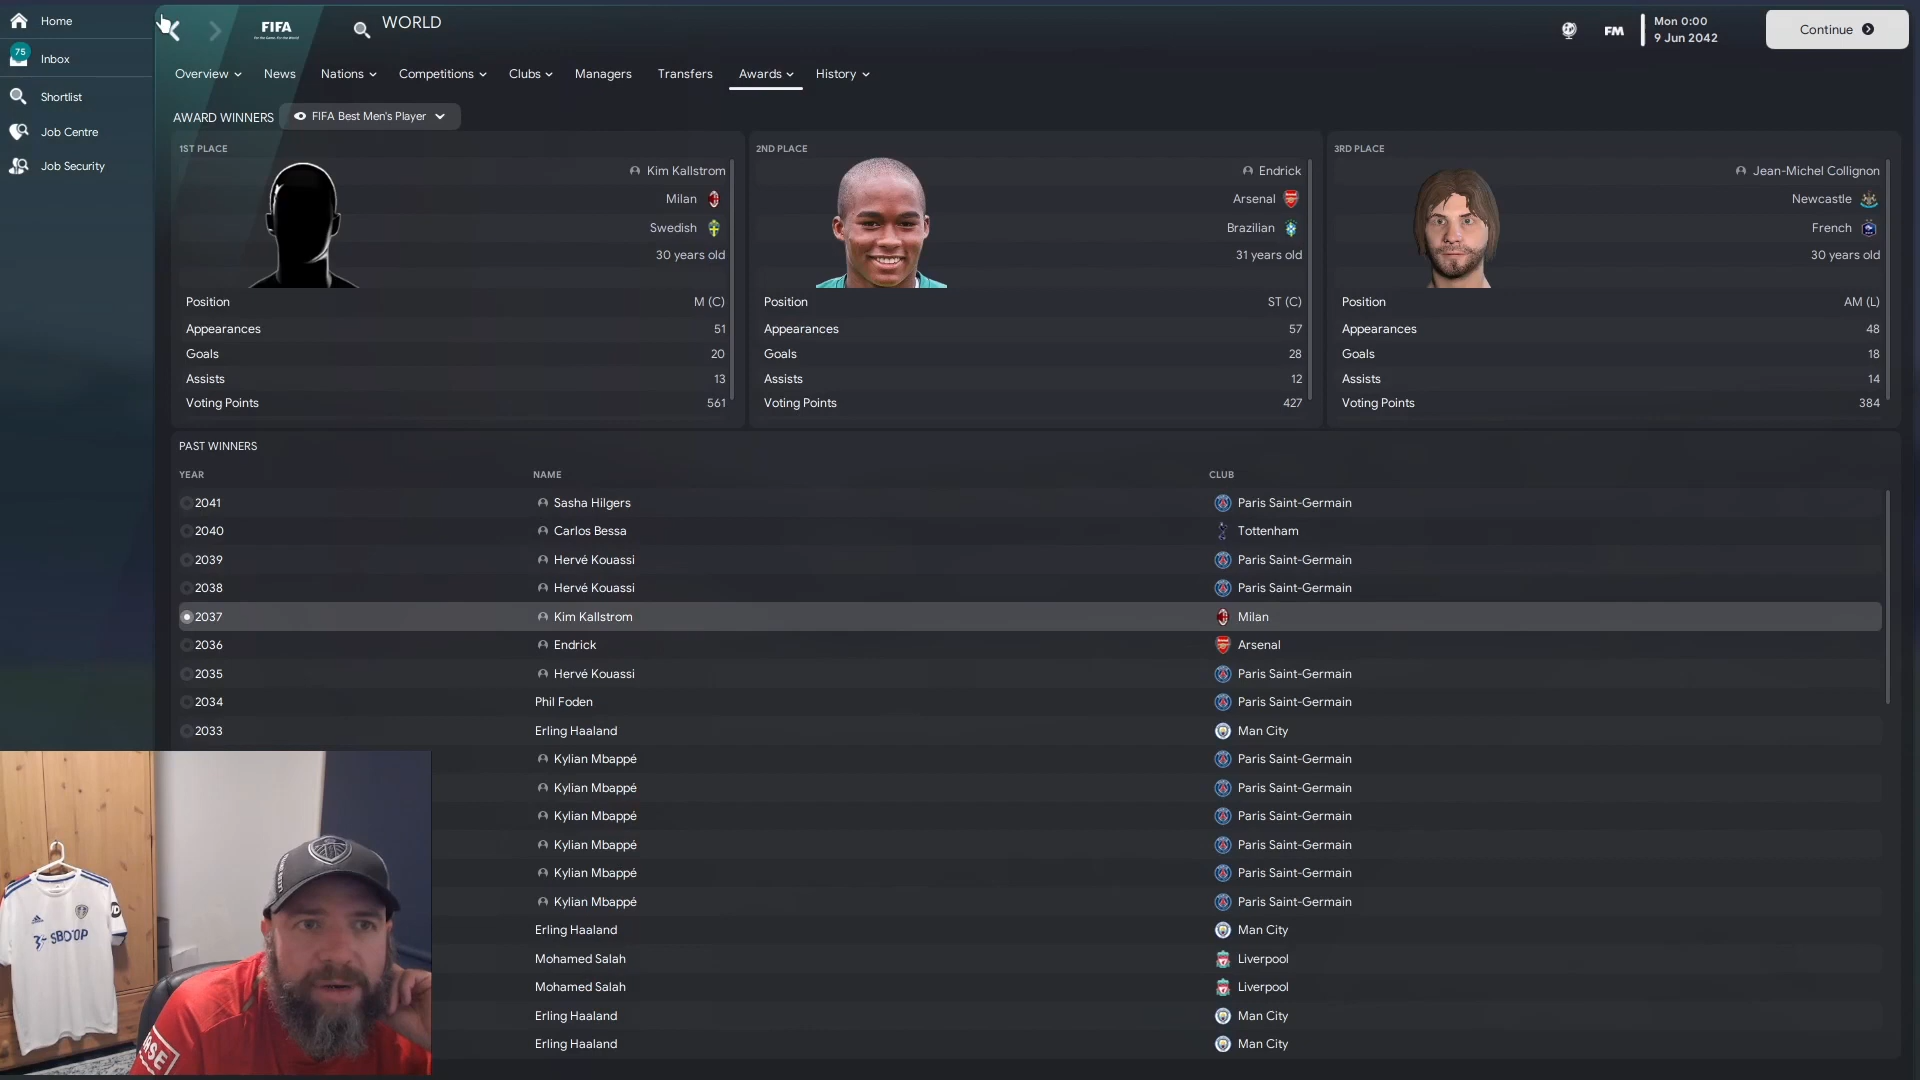 Home
75
Inbox
Shortlist
Job Centre
Job Security
FIFA
WORLD
FM
Mon 0:00
9 Jun 2042
Continue
Overview
News
Nations
Competitions
Clubs
Managers
Transfers
Awards
History
AWARD WINNERS
FIFA Best Men's Player
1ST PLACE
Kim Kallstrom
Milan
Swedish
30 years old
Position M (C)
Appearances 51
Goals 20
Assists 13
Voting Points 561
2ND PLACE
Endrick
Arsenal
Brazilian
31 years old
Position ST (C)
Appearances 57
Goals 28
Assists 12
Voting Points 427
3RD PLACE
Jean-Michel Collignon
Newcastle
French
30 years old
Position AM (L)
Appearances 48
Goals 18
Assists 14
Voting Points 384
PAST WINNERS
YEAR NAME CLUB
2041 Sasha Hilgers Paris Saint-Germain
2040 Carlos Bessa Tottenham
2039 Hervé Kouassi Paris Saint-Germain
2038 Hervé Kouassi Paris Saint-Germain
2037 Kim Kallstrom Milan
2036 Endrick Arsenal
2035 Hervé Kouassi Paris Saint-Germain
2034 Phil Foden Paris Saint-Germain
2033 Erling Haaland Man City
Kylian Mbappé Paris Saint-Germain
Kylian Mbappé Paris Saint-Germain
Kylian Mbappé Paris Saint-Germain
Kylian Mbappé Paris Saint-Germain
Kylian Mbappé Paris Saint-Germain
Kylian Mbappé Paris Saint-Germain
Erling Haaland Man City
Mohamed Salah Liverpool
Mohamed Salah Liverpool
Erling Haaland Man City
Erling Haaland Man City